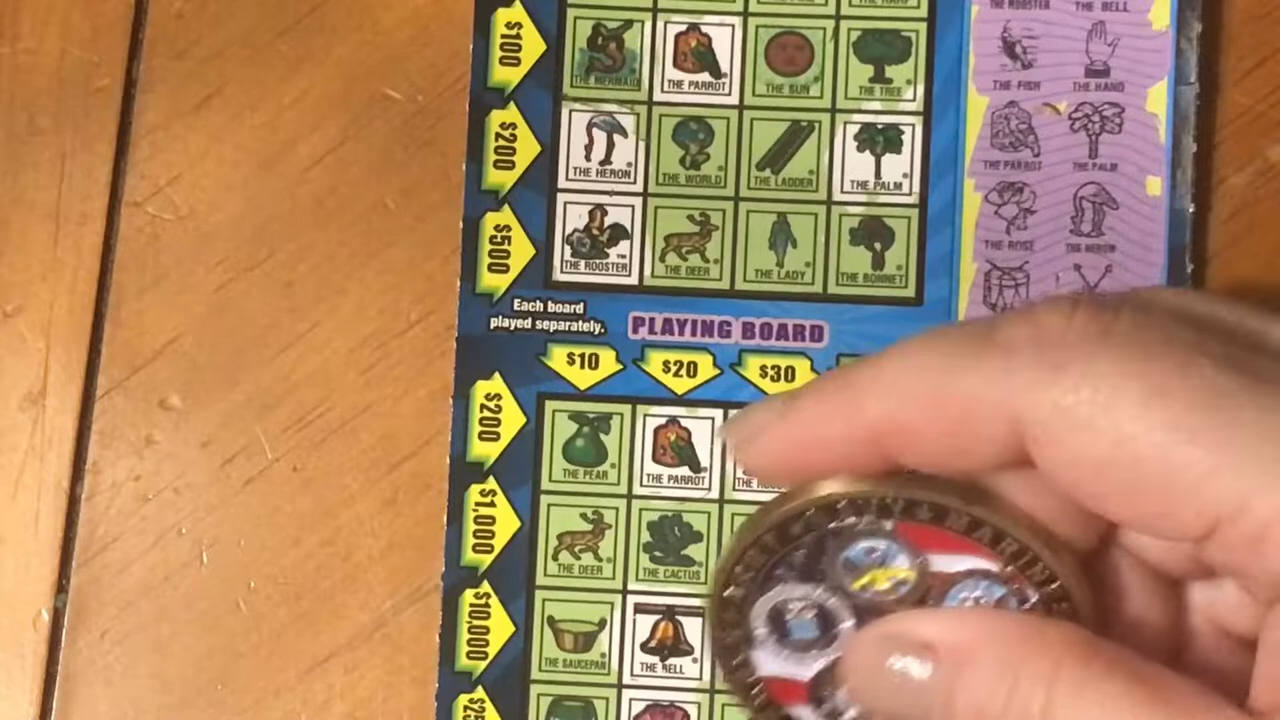 THE ROOSTER THE BELL
$100
THE MERMAID THE PARROT THE SUN THE TREE
THE FISH THE HAND
$200
THE HERON THE WORLD THE LADDER THE PALM
THE PARROT THE PALM
$500
THE ROOSTER THE DEER THE LADY THE BONNET
THE ROSE THE HERON
Each board
played separately.
PLAYING BOARD
$10 $20 $30
$200
THE PEAR THE PARROT THE
$1,000
THE DEER THE CACTUS
$10,000
THE SAUCEPAN THE BELL